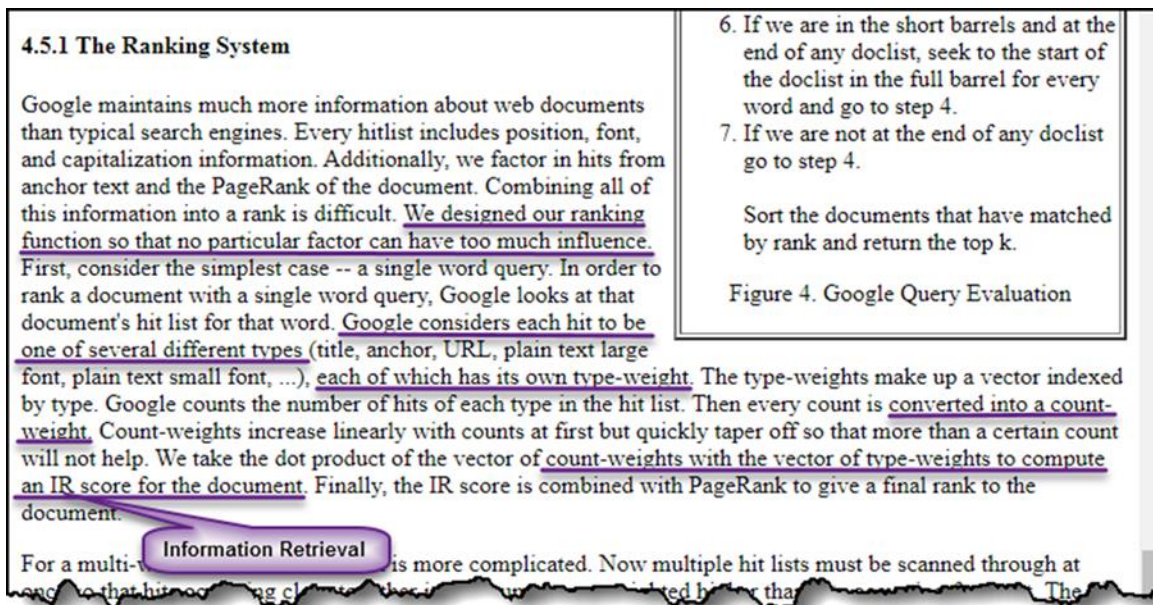 4.5.1 The Ranking System
Google maintains much more information about web documents
than typical search engines. Every hitlist includes position, font,
and capitalization information. Additionally, we factor in hits from
anchor text and the PageRank of the document. Combining all of
this information into a rank is difficult. We designed our ranking
function so that no particular factor can have too much influence.
First, consider the simplest case -- a single word query. In order to
rank a document with a single word query, Google looks at that
document's hit list for that word. Google considers each hit to be
one of several different types (title, anchor, URL, plain text large
font, plain text small font, ...), each of which has its own type-weight. The type-weights make up a vector indexed
by type. Google counts the number of hits of each type in the hit list. Then every count is converted into a count-
weight. Count-weights increase linearly with counts at first but quickly taper off so that more than a certain count
will not help. We take the dot product of the vector of count-weights with the vector of type-weights to compute
an IR score for the document. Finally, the IR score is combined with PageRank to give a final rank to the
document.
Information Retrieval
For a multi- is more complicated. Now multiple hit lists must be scanned through at
6. If we are in the short barrels and at the
end of any doclist, seek to the start of
the doclist in the full barrel for every
word and go to step 4.
7. If we are not at the end of any doclist
go to step 4.
Sort the documents that have matched
by rank and return the top k.
Figure 4. Google Query Evaluation